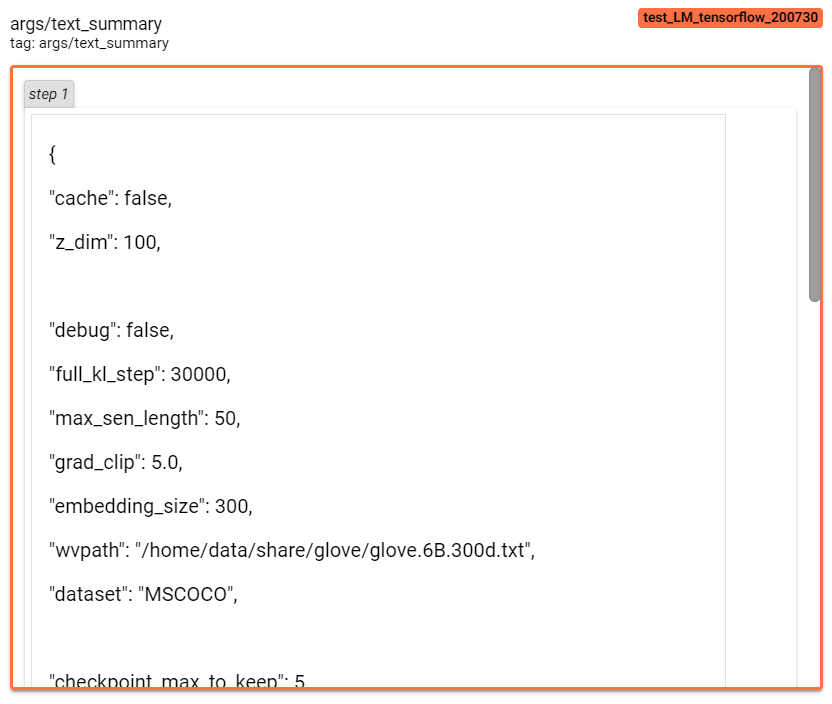 args/text_summary
test_LM_tensorflow_200730
tag: args/text_summary
step 1
{
"cache": false,
"z_dim": 100,
"debug": false,
"full_kl_step": 30000,
"max_sen_length": 50,
"grad_clip": 5.0,
"embedding_size": 300,
"wvpath": "/home/data/share/glove/glove.6B.300d.txt",
"dataset": "MSCOCO",
"checkpoint_max_to_keep": 5